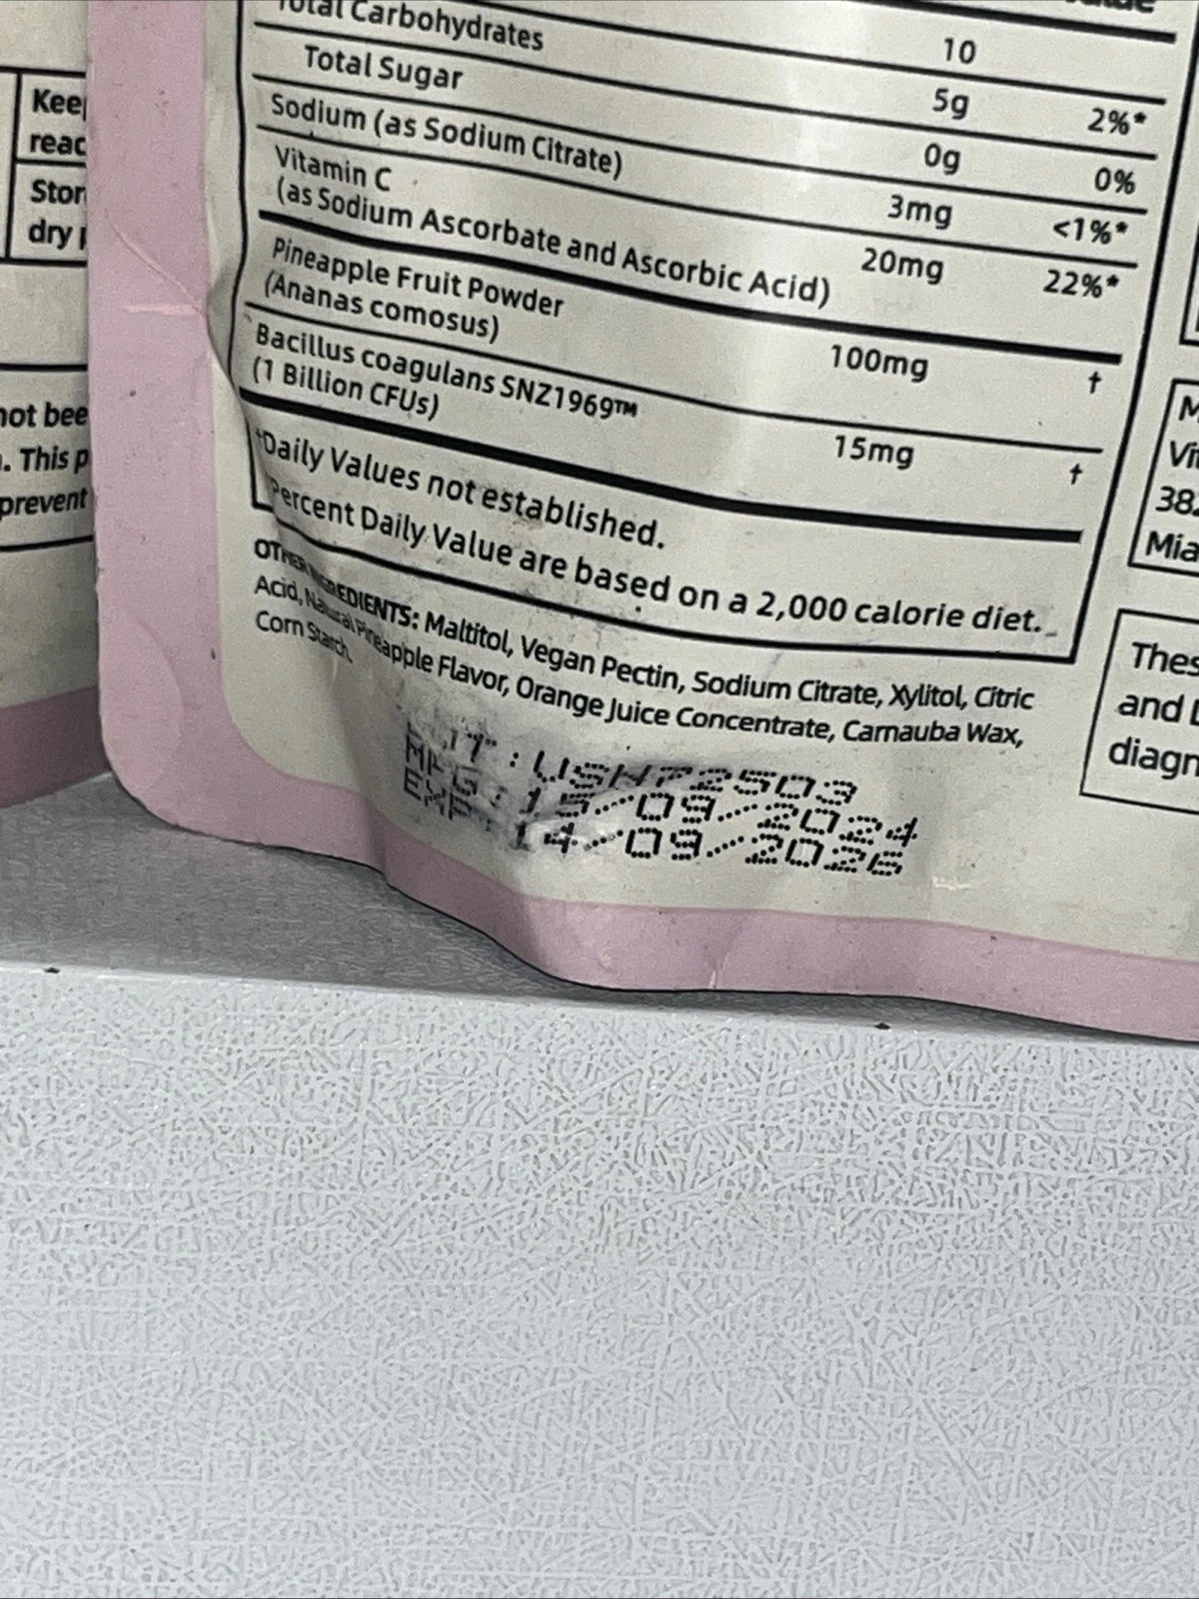 Total Carbohydrates 10
Total Sugar 5g 2%*
Sodium (as Sodium Citrate) 0g 0%
Vitamin C 3mg <1%*
(as Sodium Ascorbate and Ascorbic Acid) 20mg 22%*
Pineapple Fruit Powder
(Ananas comosus) 100mg †
Bacillus coagulans SNZ1969™
(1 Billion CFUs) 15mg †
†Daily Values not established.
*Percent Daily Value are based on a 2,000 calorie diet.
OTHER INGREDIENTS: Maltitol, Vegan Pectin, Sodium Citrate, Xylitol, Citric
Acid, Natural Pineapple Flavor, Orange Juice Concentrate, Carnauba Wax,
Corn Starch.
: USN72503
MFG: 15/09/2024
EXP: 14/09/2026
Keep
reac
Stor
dry
not bee
. This p
prevent
Vi
38
Mia
Thes
and
diagn